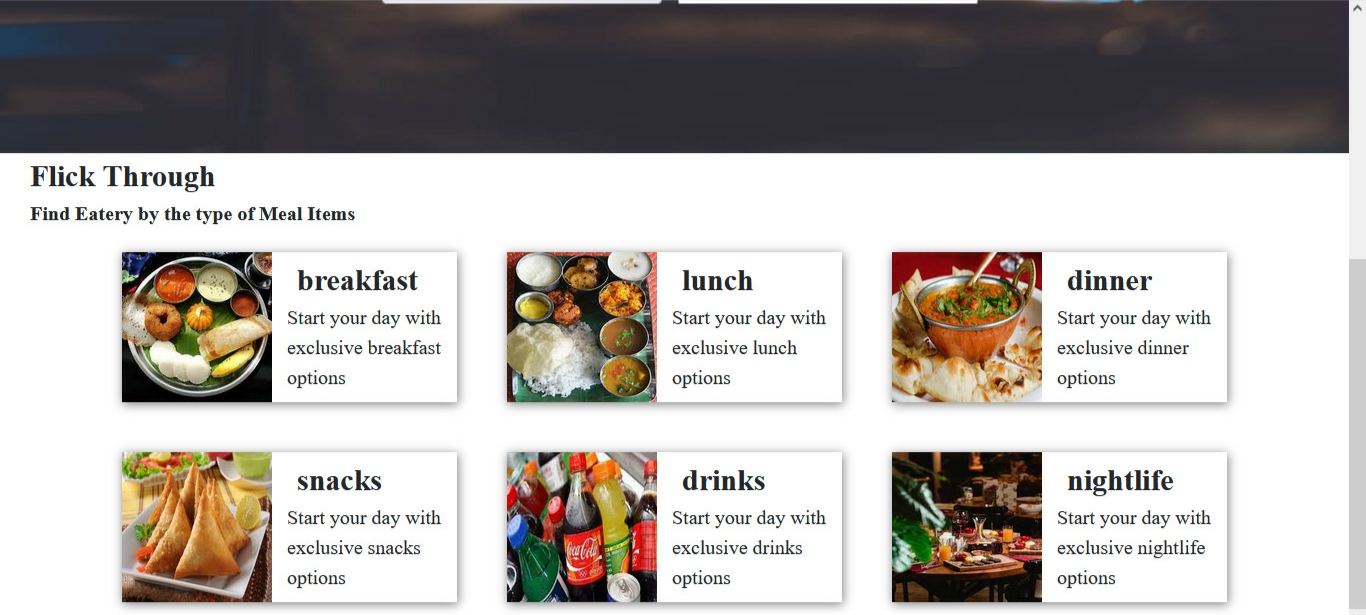 Flick Through
Find Eatery by the type of Meal Items
breakfast
Start your day with
exclusive breakfast
options
lunch
Start your day with
exclusive lunch
options
dinner
Start your day with
exclusive dinner
options
snacks
Start your day with
exclusive snacks
options
drinks
Start your day with
exclusive drinks
options
Coca-Cola
nightlife
Start your day with
exclusive nightlife
options